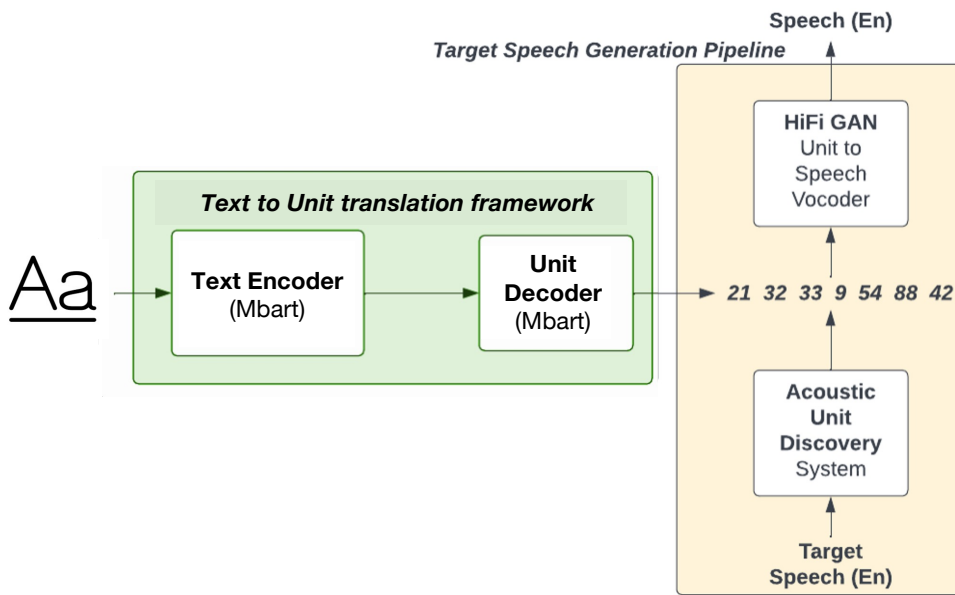 Speech (En)
Target Speech Generation Pipeline
HiFi GAN
Unit to
Speech
Vocoder
Text to Unit translation framework
Aa
Text Encoder
(Mbart)
Unit
Decoder
(Mbart)
21 32 33 9 54 88 42
Acoustic
Unit
Discovery
System
Target
Speech (En)